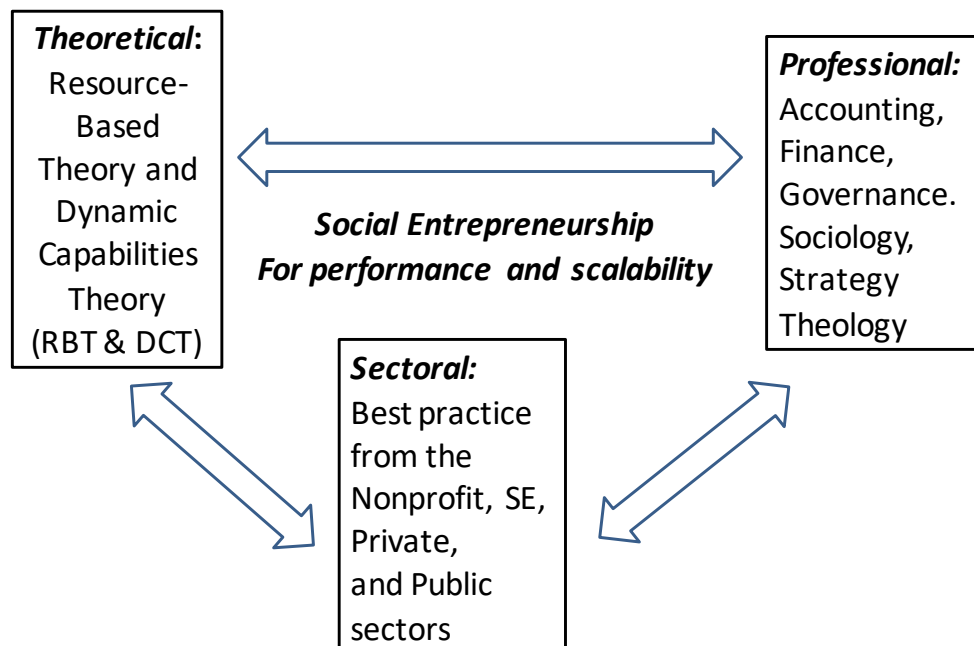 Theoretical:
Resource-
Based
Theory and
Dynamic
Capabilities
Theory
(RBT & DCT)
Professional:
Accounting,
Finance,
Governance.
Sociology,
Strategy
Theology
Social Entrepreneurship
For performance and scalability
Sectoral:
Best practice
from the
Nonprofit, SE,
Private,
and Public
sectors